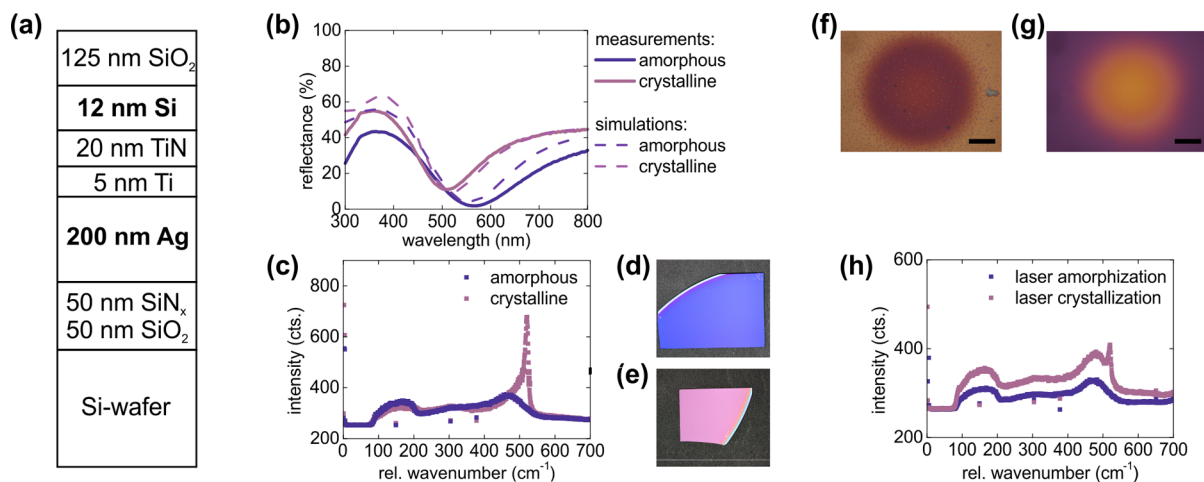 (a)
125 nm SiO₂
12 nm Si
20 nm TiN
5 nm Ti
200 nm Ag
50 nm SiNₓ
50 nm SiO₂
Si-wafer
(b)
100
80
60
40
20
0
reflectance (%)
300 400 500 600 700 800
wavelength (nm)
measurements:
amorphous
crystalline
simulations:
amorphous
crystalline
(c)
800
600
400
200
intensity (cts.)
amorphous
crystalline
0 100 200 300 400 500 600 700
rel. wavenumber (cm⁻¹)
(d)
(e)
(f)
(g)
(h)
600
400
200
intensity (cts.)
laser amorphization
laser crystallization
0 100 200 300 400 500 600 700
rel. wavenumber (cm⁻¹)